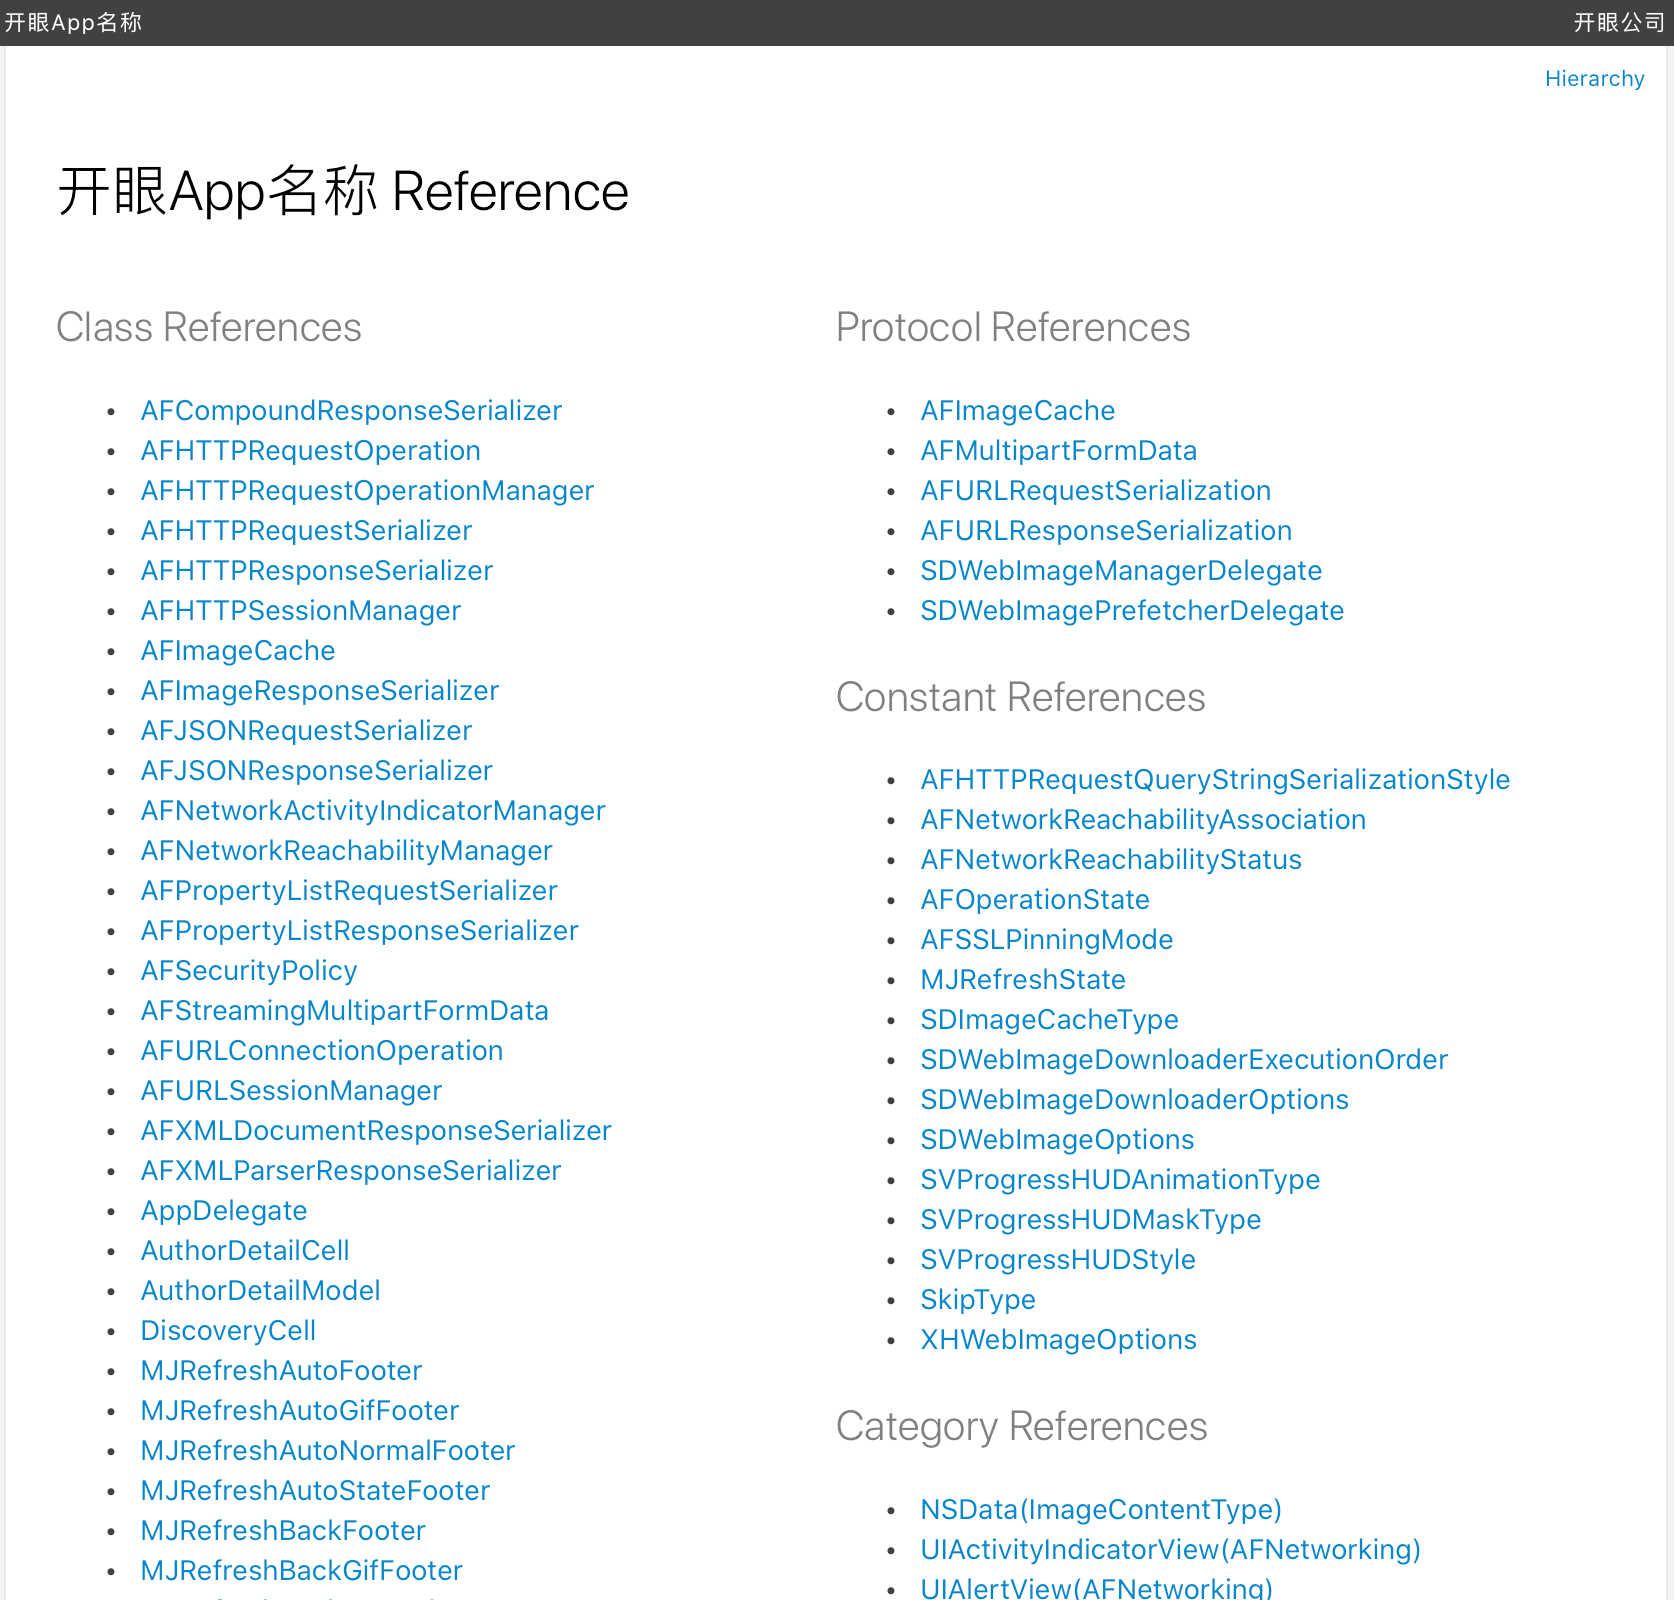 开眼App名称
开眼公司
Hierarchy
开眼App名称 Reference
Class References
AFCompoundResponseSerializer
AFHTTPRequestOperation
AFHTTPRequestOperationManager
AFHTTPRequestSerializer
AFHTTPResponseSerializer
AFHTTPSessionManager
AFImageCache
AFImageResponseSerializer
AFJSONRequestSerializer
AFJSONResponseSerializer
AFNetworkActivityIndicatorManager
AFNetworkReachabilityManager
AFPropertyListRequestSerializer
AFPropertyListResponseSerializer
AFSecurityPolicy
AFStreamingMultipartFormData
AFURLConnectionOperation
AFURLSessionManager
AFXMLDocumentResponseSerializer
AFXMLParserResponseSerializer
AppDelegate
AuthorDetailCell
AuthorDetailModel
DiscoveryCell
MJRefreshAutoFooter
MJRefreshAutoGifFooter
MJRefreshAutoNormalFooter
MJRefreshAutoStateFooter
MJRefreshBackFooter
MJRefreshBackGifFooter
Protocol References
AFImageCache
AFMultipartFormData
AFURLRequestSerialization
AFURLResponseSerialization
SDWebImageManagerDelegate
SDWebImagePrefetcherDelegate
Constant References
AFHTTPRequestQueryStringSerializationStyle
AFNetworkReachabilityAssociation
AFNetworkReachabilityStatus
AFOperationState
AFSSLPinningMode
MJRefreshState
SDImageCacheType
SDWebImageDownloaderExecutionOrder
SDWebImageDownloaderOptions
SDWebImageOptions
SVProgressHUDAnimationType
SVProgressHUDMaskType
SVProgressHUDStyle
SkipType
XHWebImageOptions
Category References
NSData(ImageContentType)
UIActivityIndicatorView(AFNetworking)
UIAlertView(AFNetworking)